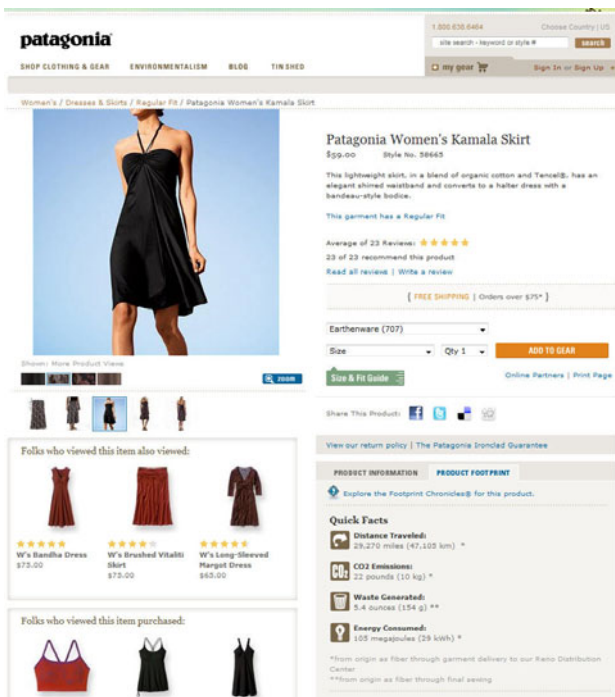 patagonia
1.800.638.6464
Choose Country | US
site search - keyword or style #
search
SHOP CLOTHING & GEAR
ENVIRONMENTALISM
BLOG
TIN SHED
my gear
Sign In or Sign Up
Women's / Dresses & Skirts / Regular Fit / Patagonia Women's Kamala Skirt
Patagonia Women's Kamala Skirt
$59.00 Style No. 58665
This lightweight skirt, in a blend of organic cotton and Tencel®, has an
elegant shirred waistband and converts to a halter dress with a
bandeau-style bodice.
This garment has a Regular Fit
Average of 23 Reviews:
23 of 23 recommend this product
Read all reviews | Write a review
{ FREE SHIPPING | Orders over $75* }
Earthenware (707)
Size
Qty 1
ADD TO GEAR
Size & Fit Guide
Online Partners | Print Page
Share This Product:
View our return policy | The Patagonia Ironclad Guarantee
PRODUCT INFORMATION
PRODUCT FOOTPRINT
Explore the Footprint Chronicles® for this product.
Quick Facts
Distance Traveled:
29,270 miles (47,105 km) *
CO2
CO2 Emissions:
22 pounds (10 kg) *
Waste Generated:
5.4 ounces (154 g) **
Energy Consumed:
105 megajoules (29 kWh) *
*from origin as fiber through garment delivery to our Reno Distribution
Center
**from origin as fiber through final sewing
Shown: More Product Views
zoom
Folks who viewed this item also viewed:
W's Bandha Dress
$75.00
W's Brushed Vitaliti
Skirt
$75.00
W's Long-Sleeved
Margot Dress
$65.00
Folks who viewed this item purchased: